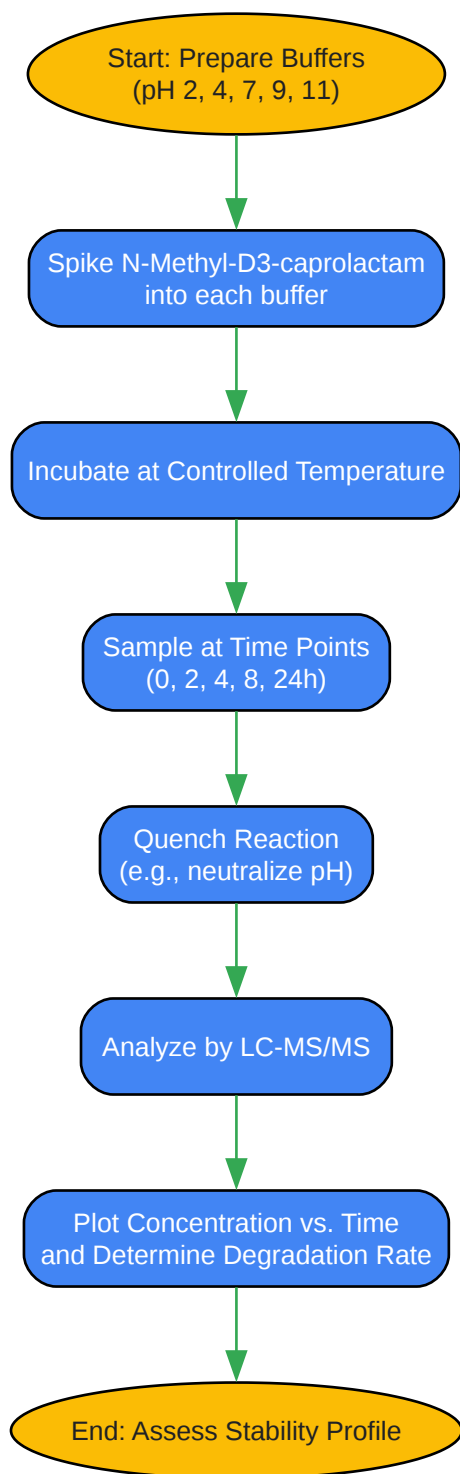 Start: Prepare Buffers
(pH 2, 4, 7, 9, 11)
Spike N-Methyl-D3-caprolactam
into each buffer
Incubate at Controlled Temperature
Sample at Time Points
(0, 2, 4, 8, 24h)
Quench Reaction
(e.g., neutralize pH)
Analyze by LC-MS/MS
Plot Concentration vs. Time
and Determine Degradation Rate
End: Assess Stability Profile